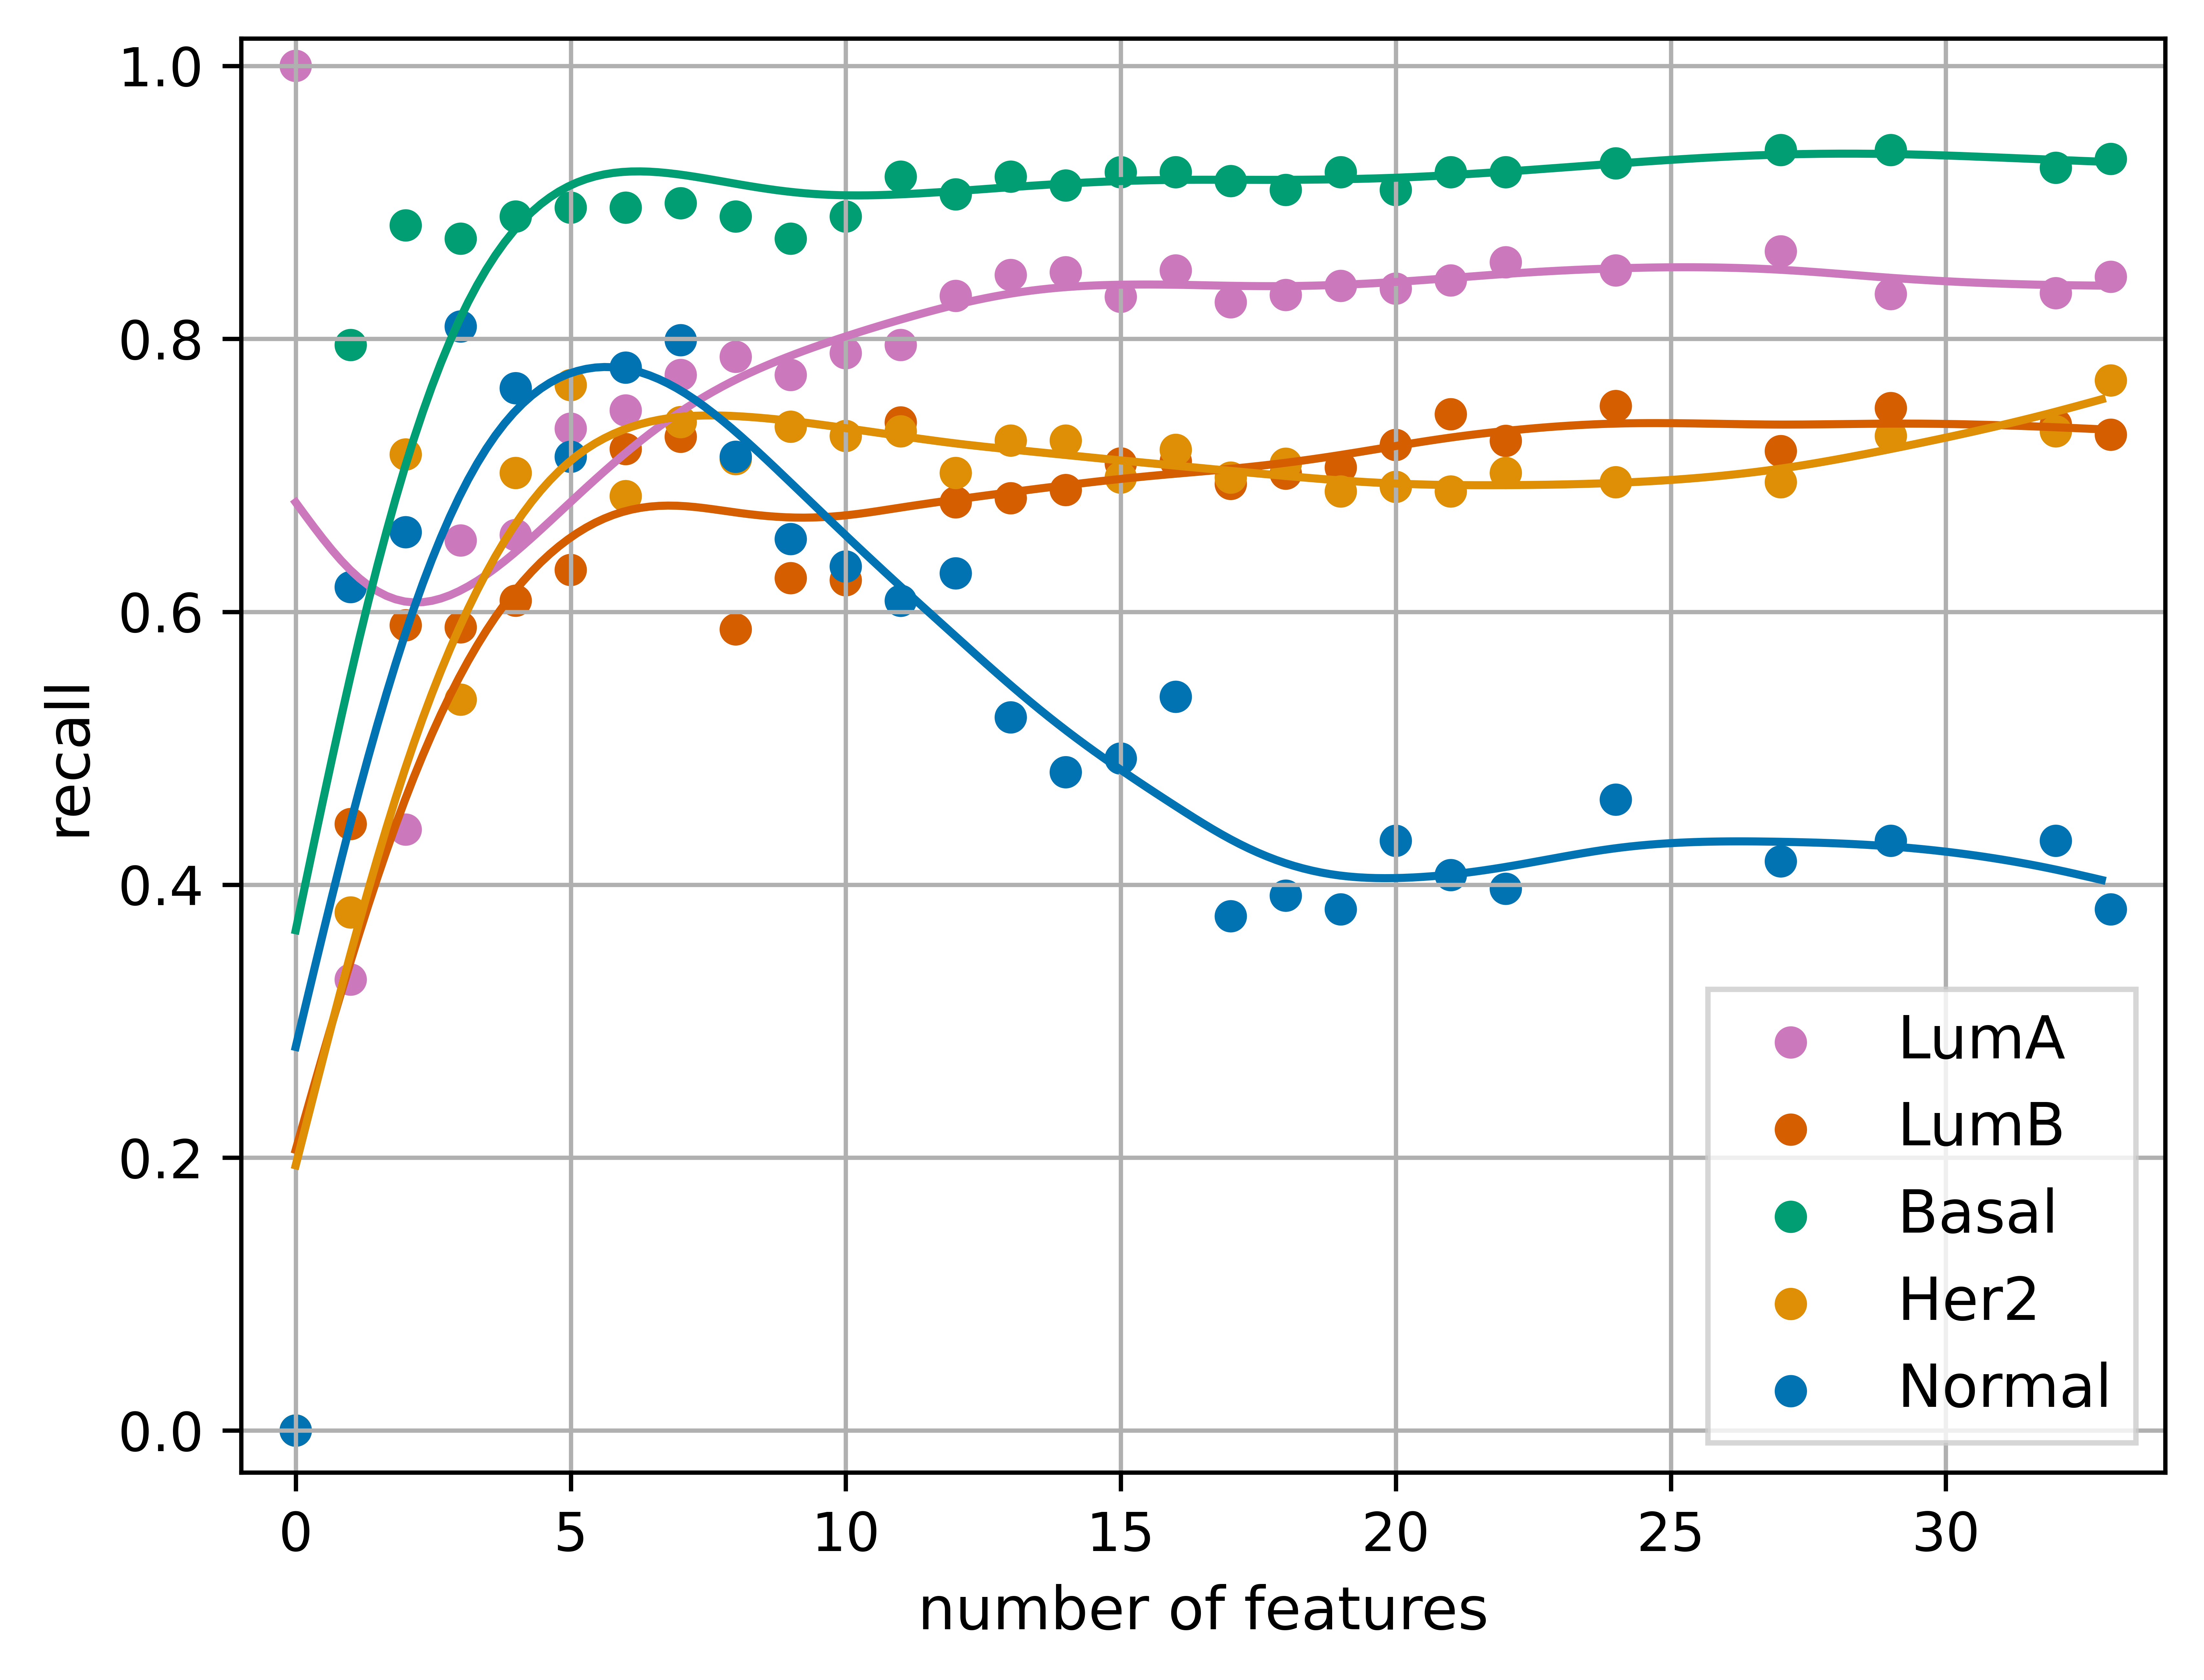 1.0
0.8
0.6
0.4
0.2
0.0
recall
0 5 10 15 20 25 30
number of features
LumA
LumB
Basal
Her2
Normal